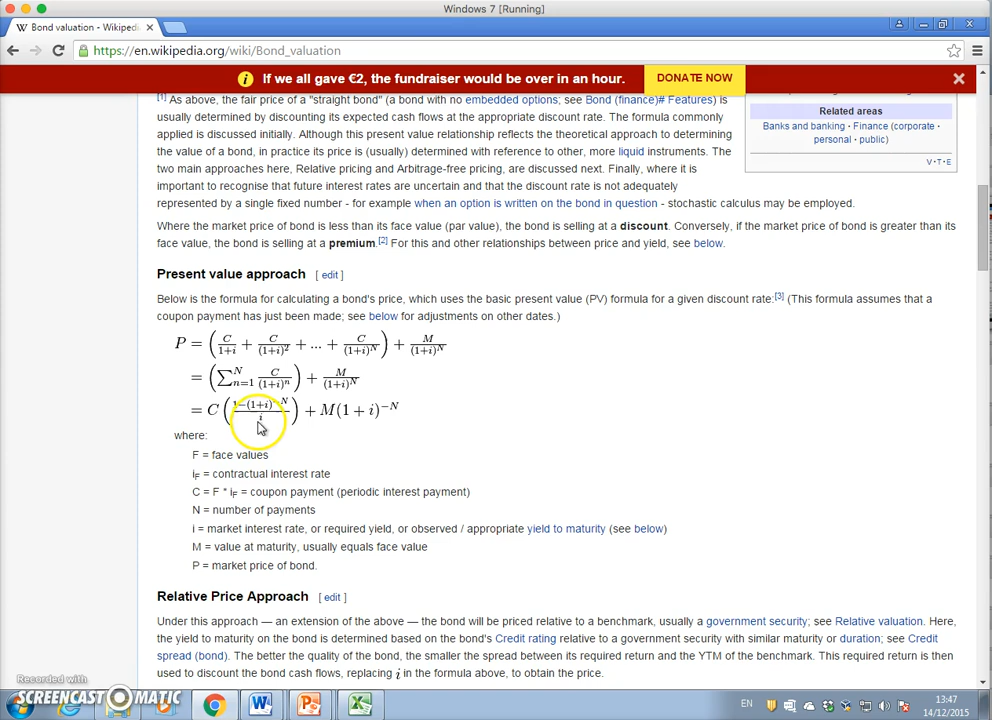 Windows 7 [Running]
Bond valuation - Wikiped
https://en.wikipedia.org/wiki/Bond_valuation
If we all gave €2, the fundraiser would be over in an hour.
DONATE NOW
[1] As above, the fair price of a "straight bond" (a bond with no embedded options; see Bond (finance)# Features) is
usually determined by discounting its expected cash flows at the appropriate discount rate. The formula commonly
applied is discussed initially. Although this present value relationship reflects the theoretical approach to determining
the value of a bond, in practice its price is (usually) determined with reference to other, more liquid instruments. The
two main approaches here, Relative pricing and Arbitrage-free pricing, are discussed next. Finally, where it is
important to recognise that future interest rates are uncertain and that the discount rate is not adequately
represented by a single fixed number - for example when an option is written on the bond in question - stochastic calculus may be employed.
Related areas
Banks and banking · Finance (corporate ·
personal · public)
V·T·E
Where the market price of bond is less than its face value (par value), the bond is selling at a discount. Conversely, if the market price of bond is greater than its
face value, the bond is selling at a premium.[2] For this and other relationships between price and yield, see below.
Present value approach [ edit ]
Below is the formula for calculating a bond's price, which uses the basic present value (PV) formula for a given discount rate:[3] (This formula assumes that a
coupon payment has just been made; see below for adjustments on other dates.)
P = (C/(1+i) + C/(1+i)^2 + ... + C/(1+i)^N) + M/(1+i)^N
= (∑_{n=1}^{N} C/(1+i)^n) + M/(1+i)^N
= C((1−(1+i)^−N)/i) + M(1 + i)^−N
where:
F = face values
iF = contractual interest rate
C = F * iF = coupon payment (periodic interest payment)
N = number of payments
i = market interest rate, or required yield, or observed / appropriate yield to maturity (see below)
M = value at maturity, usually equals face value
P = market price of bond.
Relative Price Approach [ edit ]
Under this approach — an extension of the above — the bond will be priced relative to a benchmark, usually a government security; see Relative valuation. Here,
the yield to maturity on the bond is determined based on the bond's Credit rating relative to a government security with similar maturity or duration; see Credit
spread (bond). The better the quality of the bond, the smaller the spread between its required return and the YTM of the benchmark. This required return is then
used to discount the bond cash flows, replacing i in the formula above, to obtain the price.
Recorded with
SCREENCAST MATIC
EN
13:47
14/12/2015